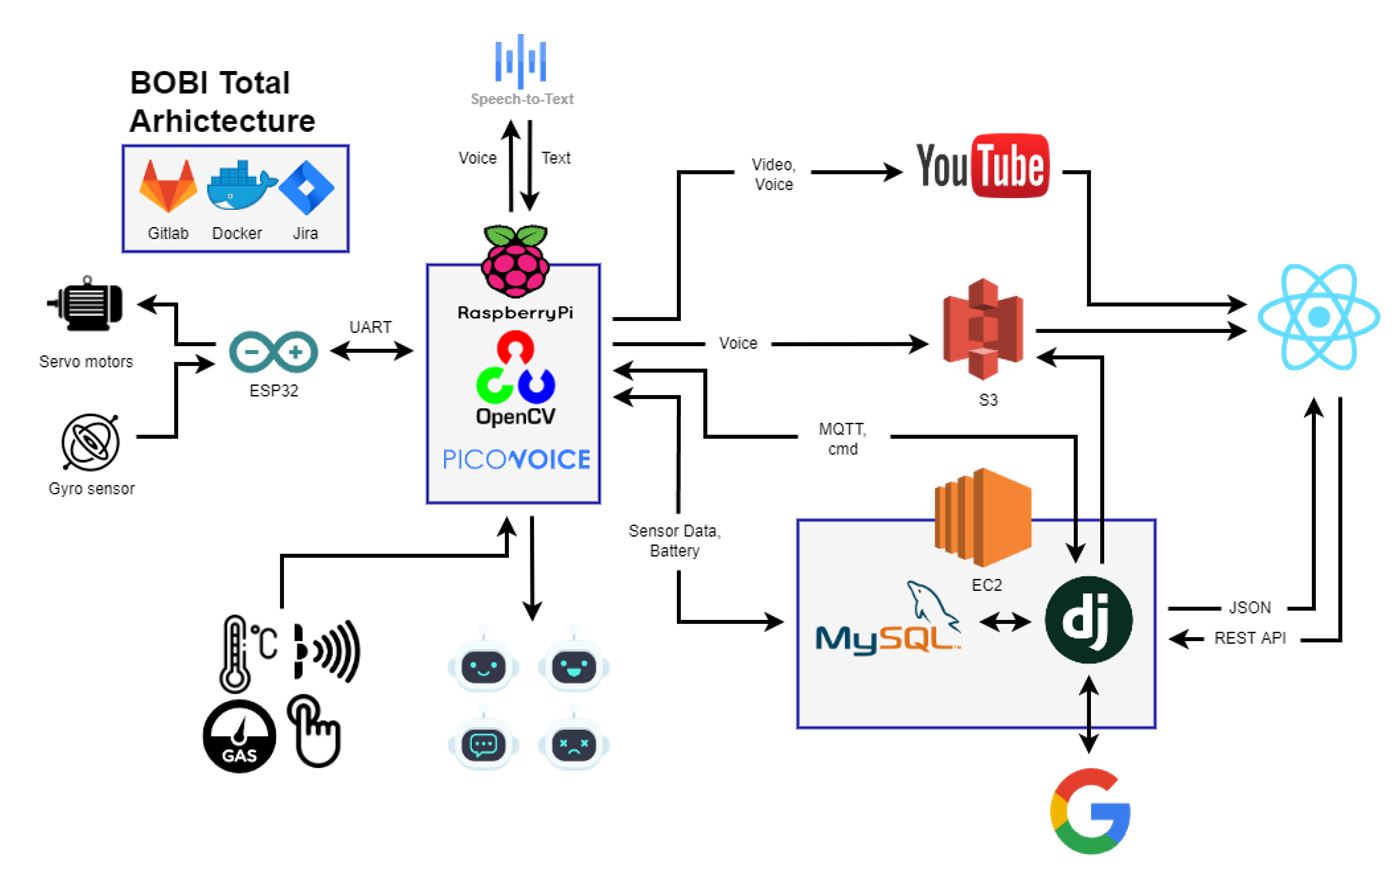 BOBI Total
Arhictecture
Gitlab
Docker
Jira
Speech-to-Text
Voice
Text
Video,
Voice
YouTube
RaspberryPi
OpenCV
PICOVOICE
Servo motors
ESP32
UART
Gyro sensor
Voice
S3
MQTT,
cmd
Sensor Data,
Battery
EC2
MySQL™
dj
JSON
REST API
°C
GAS
G